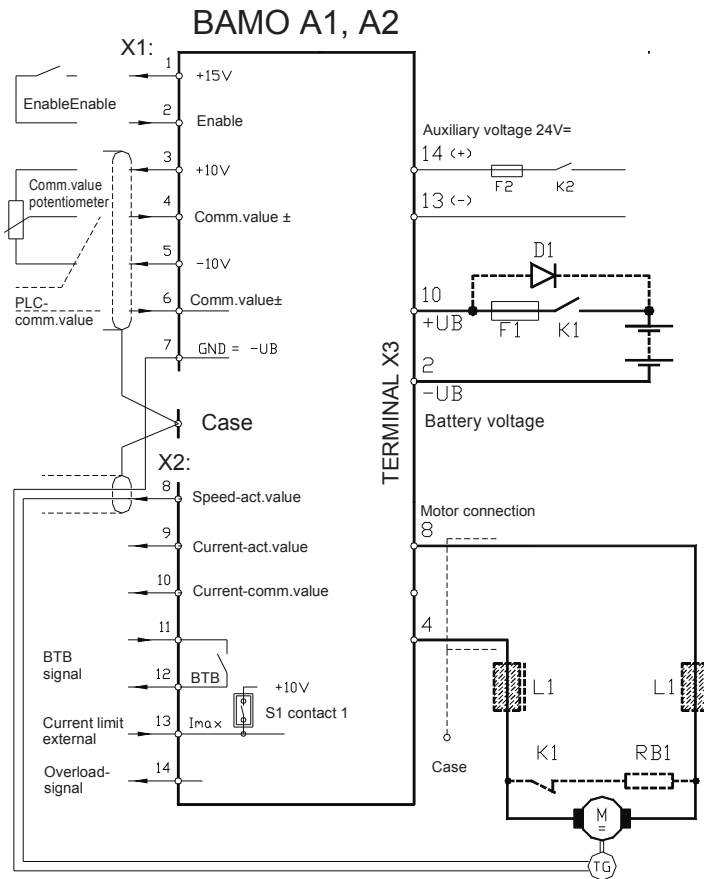 BAMO A1, A2
X1:
1
+15V
EnableEnable
2
Enable
3
+10V
Comm.value
potentiometer
4
Comm.value ±
5
-10V
PLC-
comm.value
6
Comm.value±
7
GND = -UB
Case
X2:
8
Speed-act.value
9
Current-act.value
10
Current-comm.value
11
BTB
signal
12
BTB
+10V
S1 contact 1
Current limit
external
13
Imax
Overload-
signal
14
TERMINAL X3
Auxiliary voltage 24V=
14 (+)
F2
K2
13 (-)
D1
10
+UB
F1
K1
2
-UB
Battery voltage
Motor connection
8
4
L1
L1
Case
K1
RB1
M
=
TG